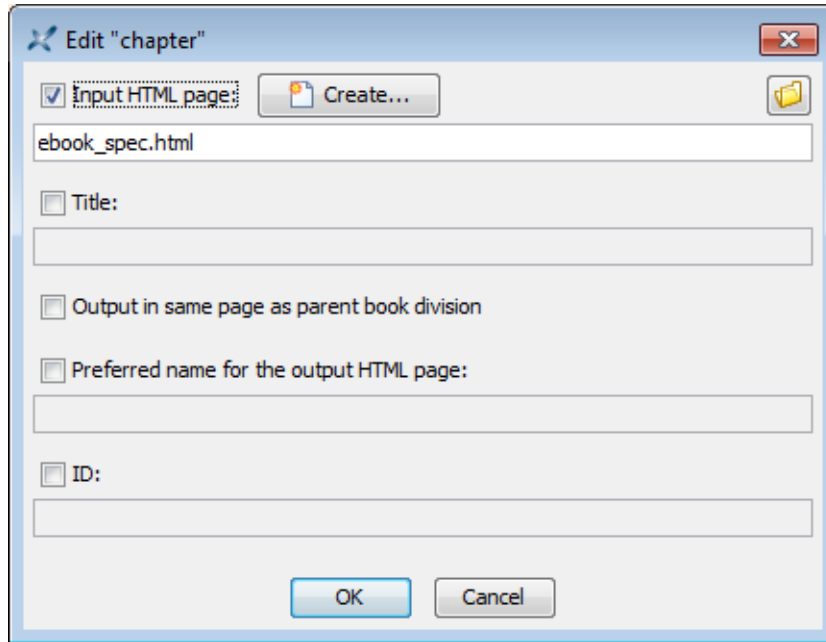 Edit "chapter"
Input HTML page: Create...
ebook_spec.html
Title:
Output in same page as parent book division
Preferred name for the output HTML page:
ID:
OK Cancel